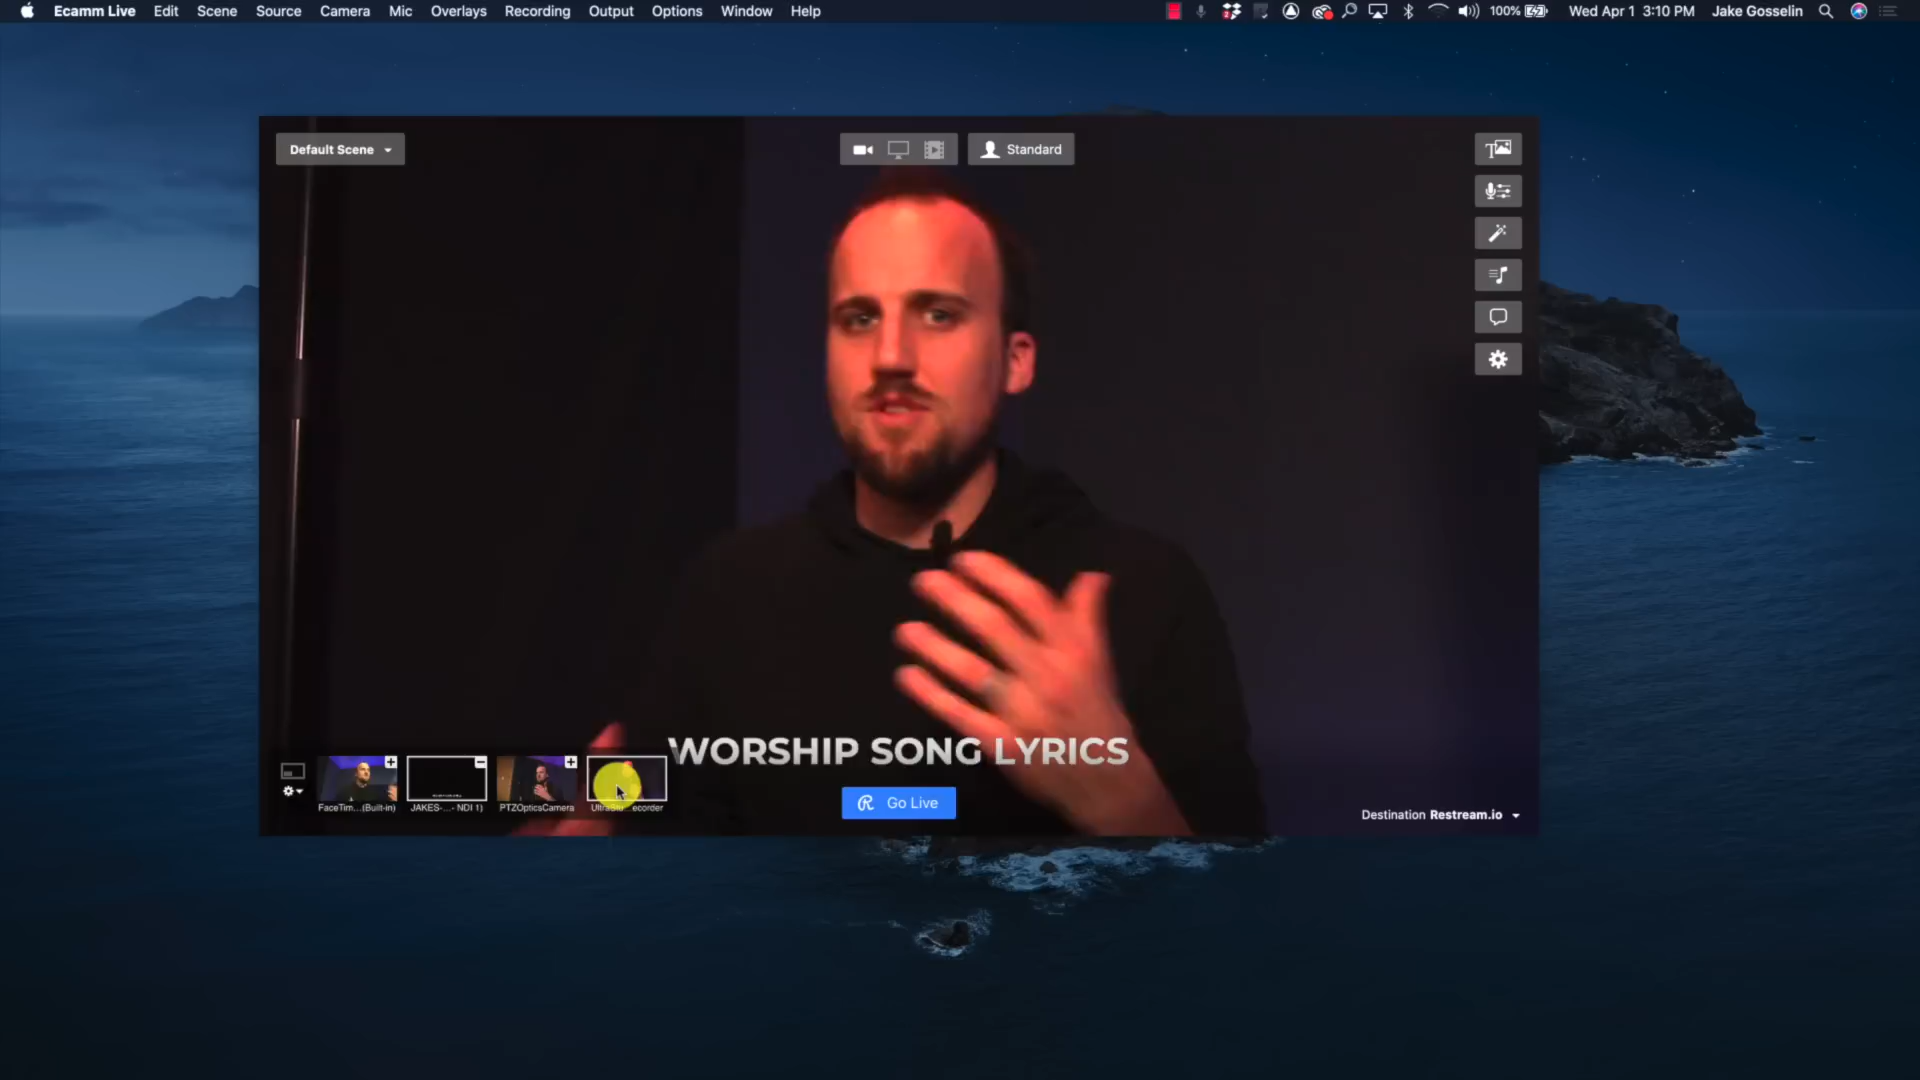 Ecamm Live Edit Scene Source Camera Mic Overlays Recording Output Options Window Help 100% Wed Apr 1 3:10 PM Jake Gosselin
Default Scene
Standard
WORSHIP SONG LYRICS
FaceTim...(Built-in) JAKES-...- NDI 1) PTZOpticsCamera
Go Live
Destination Restream.io